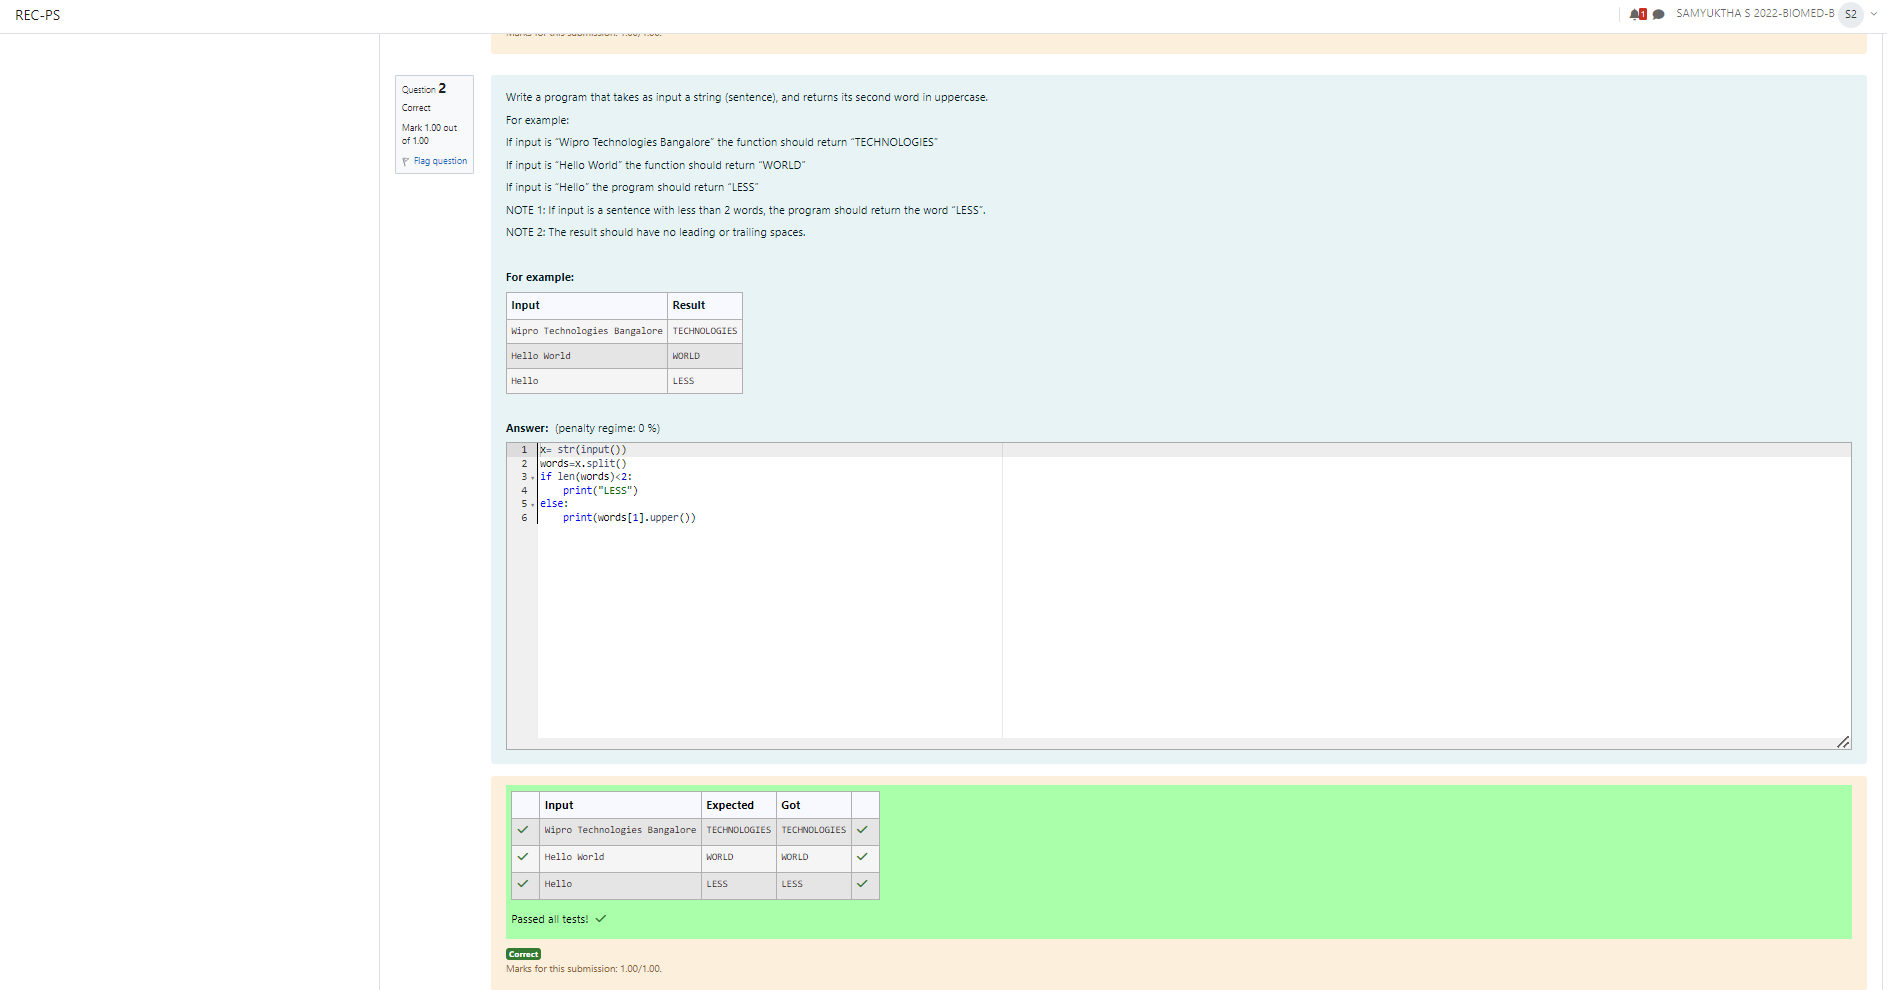 REC-PS
1
SAMYUKTHA S 2022-BIOMED-B
S2
Marks for this submission: 1.00/1.00.
Question 2
Correct
Mark 1.00 out
of 1.00
Flag question
Write a program that takes as input a string (sentence), and returns its second word in uppercase.
For example:
If input is “Wipro Technologies Bangalore” the function should return “TECHNOLOGIES”
If input is “Hello World” the function should return “WORLD”
If input is “Hello” the program should return “LESS”
NOTE 1: If input is a sentence with less than 2 words, the program should return the word “LESS”.
NOTE 2: The result should have no leading or trailing spaces.
For example:
Input Result
Wipro Technologies Bangalore TECHNOLOGIES
Hello World WORLD
Hello LESS
Answer: (penalty regime: 0 %)
1 x= str(input())
2 words=x.split()
3 if len(words)<2:
4     print("LESS")
5 else:
6     print(words[1].upper())
Input Expected Got
Wipro Technologies Bangalore TECHNOLOGIES TECHNOLOGIES
Hello World WORLD WORLD
Hello LESS LESS
Passed all tests!
Correct
Marks for this submission: 1.00/1.00.